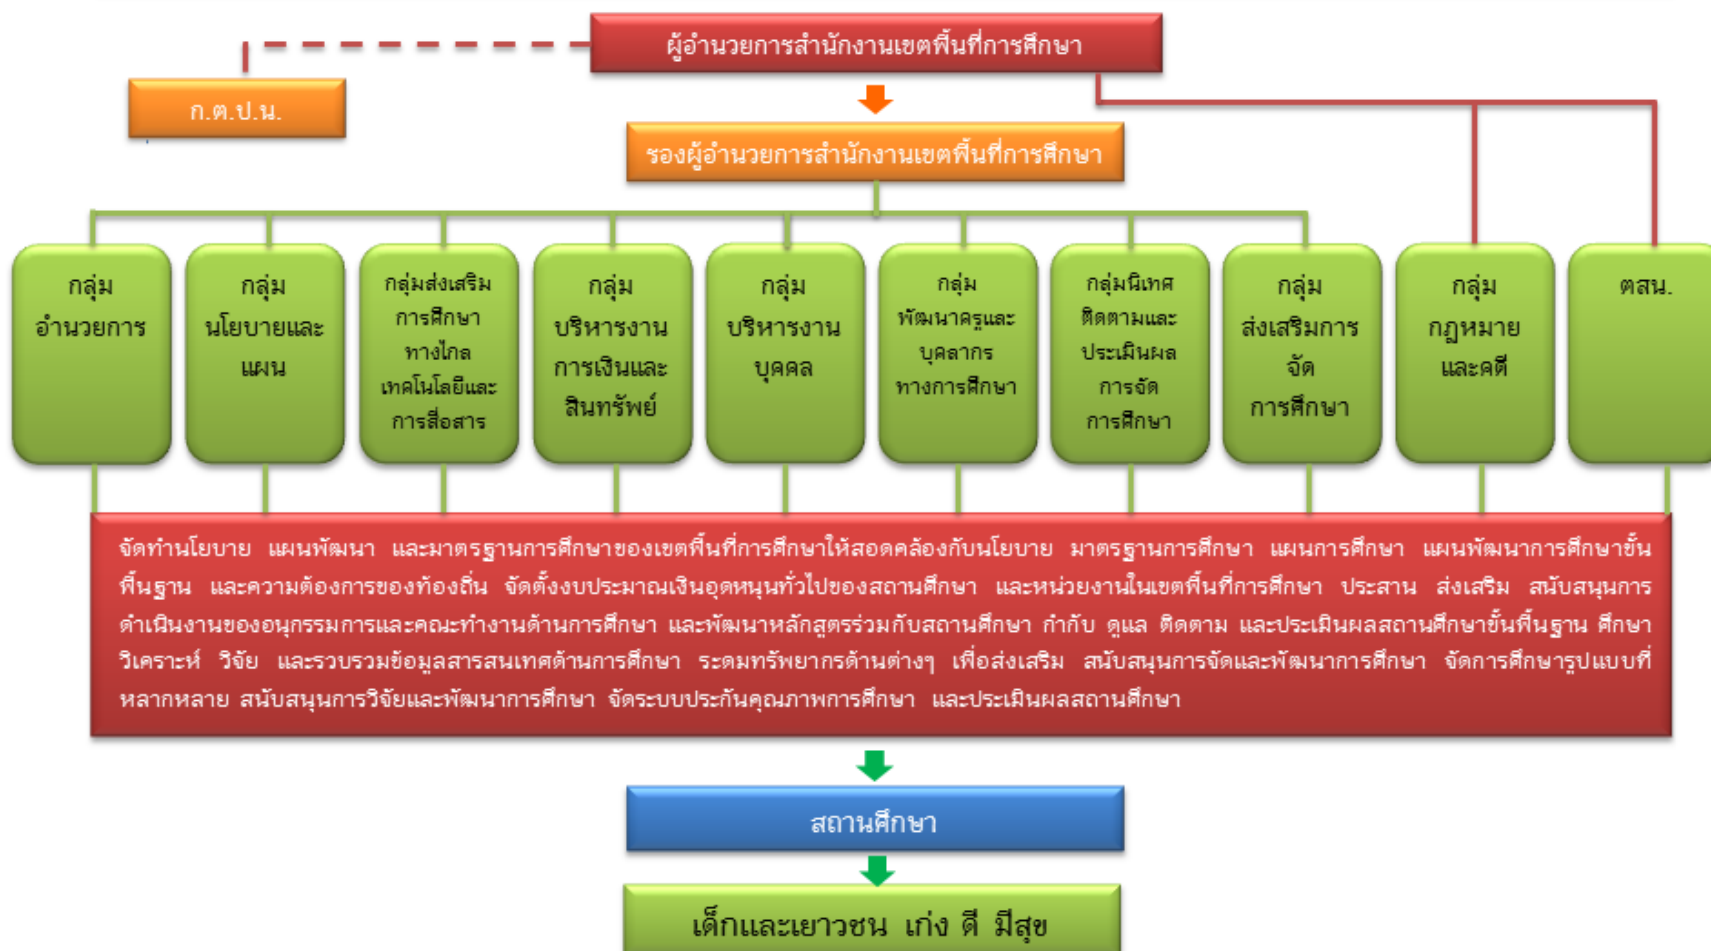 ผู้อำนวยการสำนักงานเขตพื้นที่การศึกษา
ก.ต.ป.น.
รองผู้อำนวยการสำนักงานเขตพื้นที่การศึกษา
กลุ่ม
อำนวยการ
กลุ่ม
นโยบายและ
แผน
กลุ่มส่งเสริม
การศึกษา
ทางไกล
เทคโนโลยีและ
การสื่อสาร
กลุ่ม
บริหารงาน
การเงินและ
สินทรัพย์
กลุ่ม
บริหารงาน
บุคคล
กลุ่ม
พัฒนาครูและ
บุคลากร
ทางการศึกษา
กลุ่มนิเทศ
ติดตามและ
ประเมินผล
การจัด
การศึกษา
กลุ่ม
ส่งเสริมการ
จัด
การศึกษา
กลุ่ม
กฎหมาย
และคดี
ตสน.
จัดทำนโยบาย แผนพัฒนา และมาตรฐานการศึกษาของเขตพื้นที่การศึกษาให้สอดคล้องกับนโยบาย มาตรฐานการศึกษา แผนการศึกษา แผนพัฒนาการศึกษาขั้น
พื้นฐาน และความต้องการของท้องถิ่น จัดตั้งงบประมาณเงินอุดหนุนทั่วไปของสถานศึกษา และหน่วยงานในเขตพื้นที่การศึกษา ประสาน ส่งเสริม สนับสนุนการ
ดำเนินงานของอนุกรรมการและคณะทำงานด้านการศึกษา และพัฒนาหลักสูตรร่วมกับสถานศึกษา กำกับ ดูแล ติดตาม และประเมินผลสถานศึกษาขั้นพื้นฐาน ศึกษา
วิเคราะห์ วิจัย และรวบรวมข้อมูลสารสนเทศด้านการศึกษา ระดมทรัพยากรด้านต่างๆ เพื่อส่งเสริม สนับสนุนการจัดและพัฒนาการศึกษา จัดการศึกษารูปแบบที่
หลากหลาย สนับสนุนการวิจัยและพัฒนาการศึกษา จัดระบบประกันคุณภาพการศึกษา และประเมินผลสถานศึกษา
สถานศึกษา
เด็กและเยาวชน เก่ง ดี มีสุข